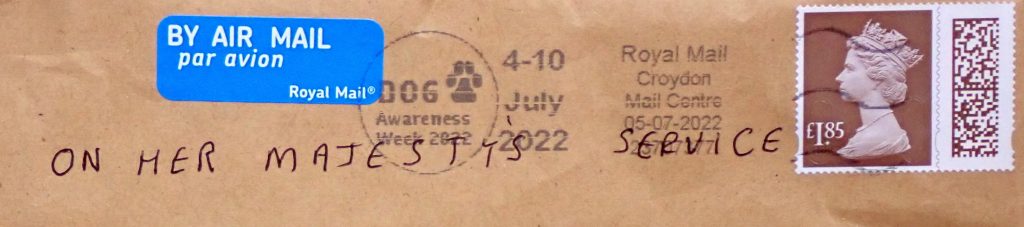 BY AIR MAIL
par avion
Royal Mail®
DOG
Awareness
Week 2022
4-10
July
2022
Royal Mail
Croydon
Mail Centre
05-07-2022
£1.85
ON HER MAJESTY'S SERVICE